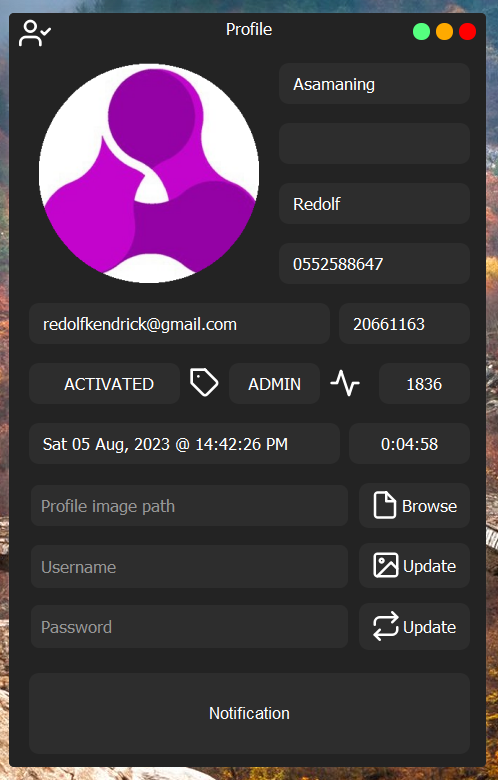 Profile
Asamaning
Redolf
0552588647
redolfkendrick@gmail.com 20661163
ACTIVATED ADMIN 1836
Sat 05 Aug, 2023 @ 14:42:26 PM 0:04:58
Profile image path Browse
Username Update
Password Update
Notification